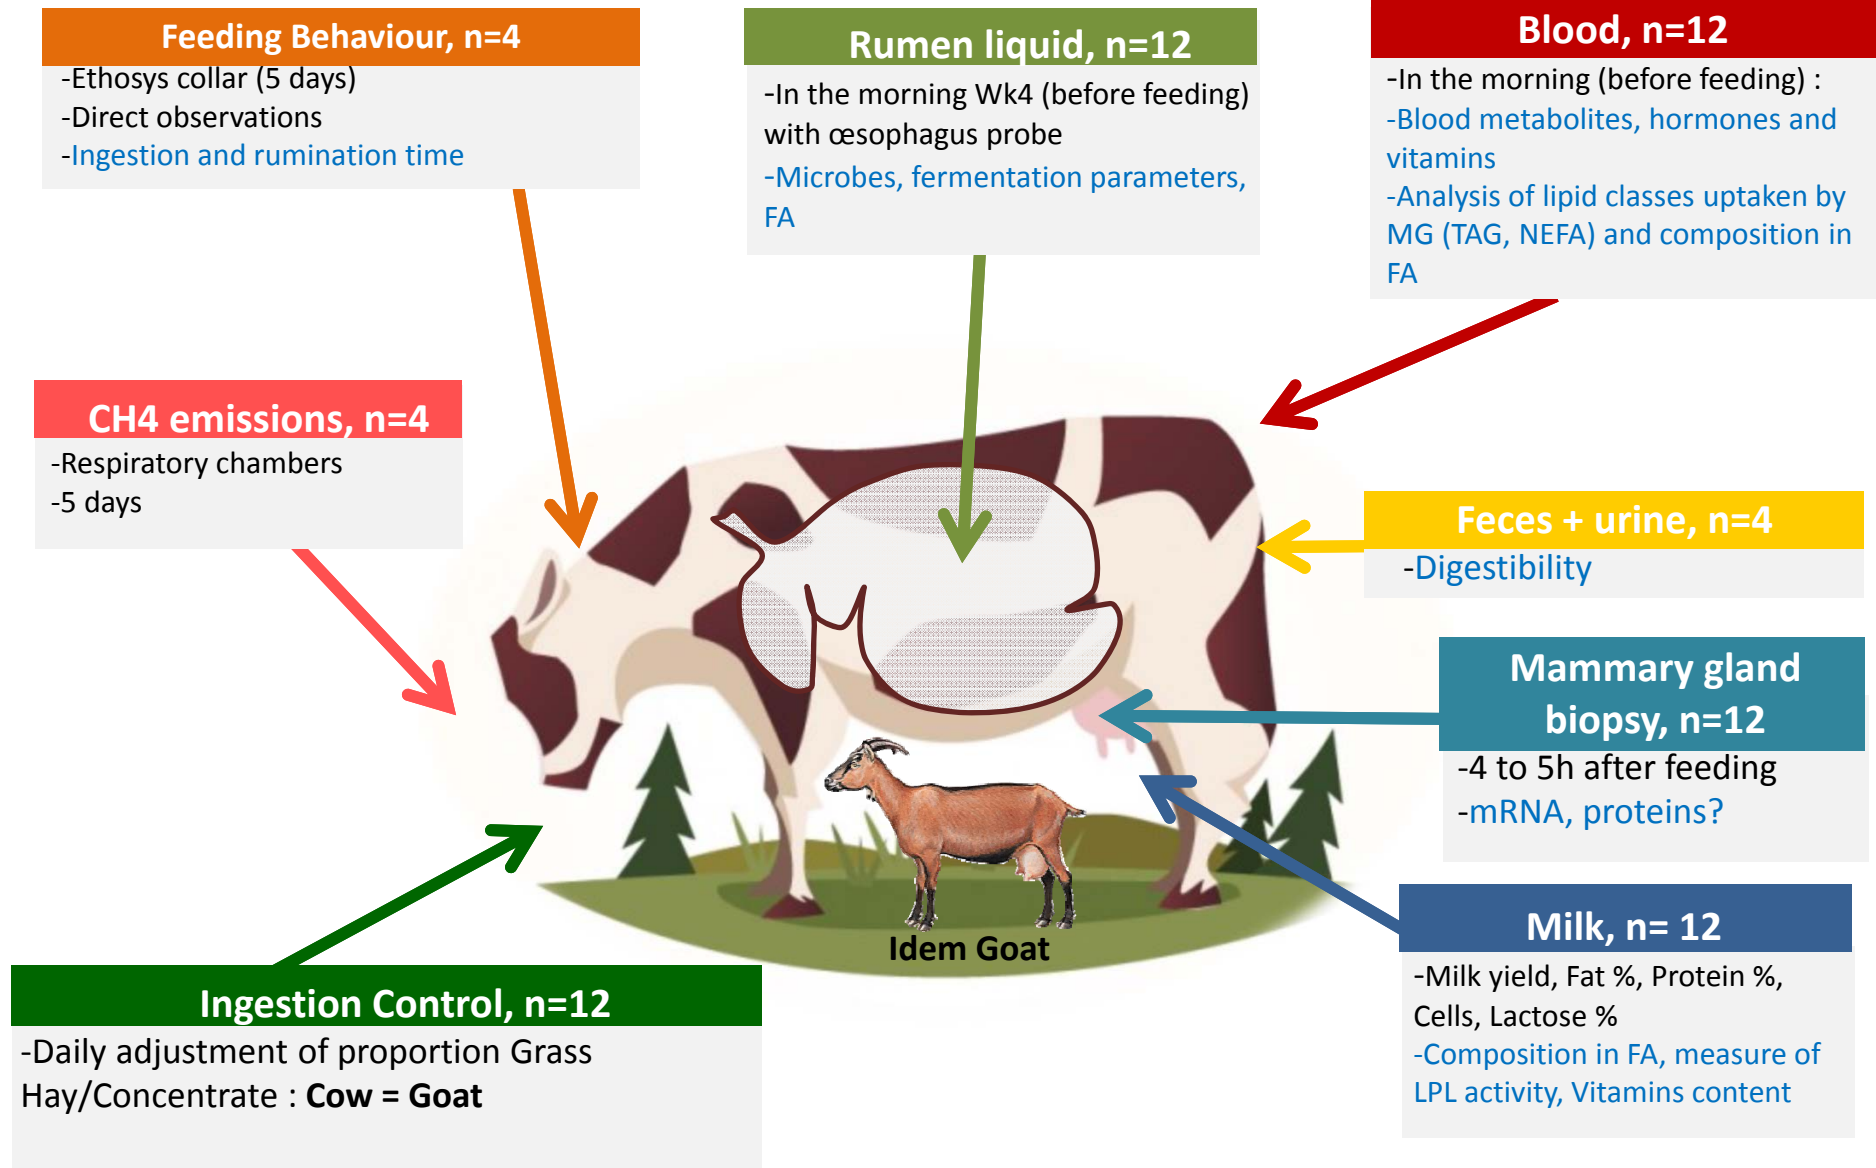 Feeding Behaviour, n=4
-Ethosys collar (5 days)
-Direct observations
-Ingestion and rumination time
Rumen liquid, n=12
-In the morning Wk4 (before feeding)
with œsophagus probe
-Microbes, fermentation parameters,
FA
Blood, n=12
-In the morning (before feeding) :
-Blood metabolites, hormones and
vitamins
-Analysis of lipid classes uptaken by
MG (TAG, NEFA) and composition in
FA
CH4 emissions, n=4
-Respiratory chambers
-5 days
Feces + urine, n=4
-Digestibility
Mammary gland
biopsy, n=12
-4 to 5h after feeding
-mRNA, proteins?
Milk, n= 12
-Milk yield, Fat %, Protein %,
Cells, Lactose %
-Composition in FA, measure of
LPL activity, Vitamins content
Idem Goat
Ingestion Control, n=12
-Daily adjustment of proportion Grass
Hay/Concentrate : Cow = Goat